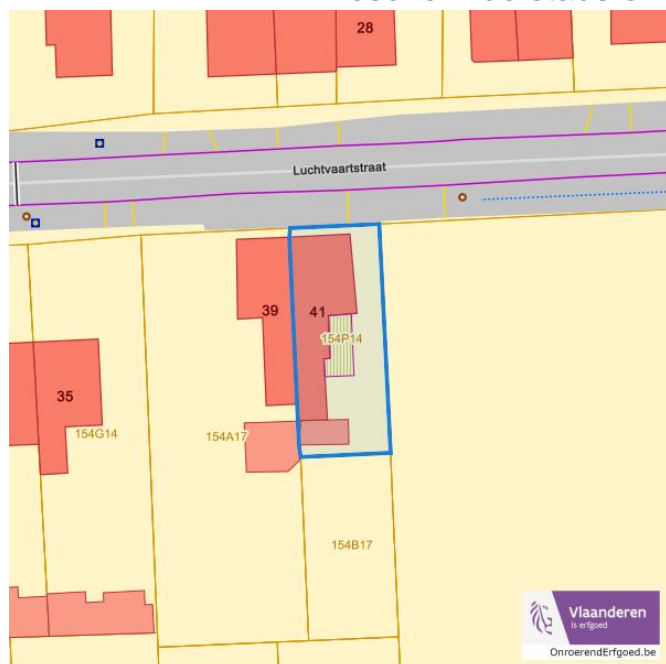 28
Luchtvaartstraat
39
41
154P14
35
154G14
154A17
154B17
Vlaanderen
is erfgoed
OnroerendErfgoed.be